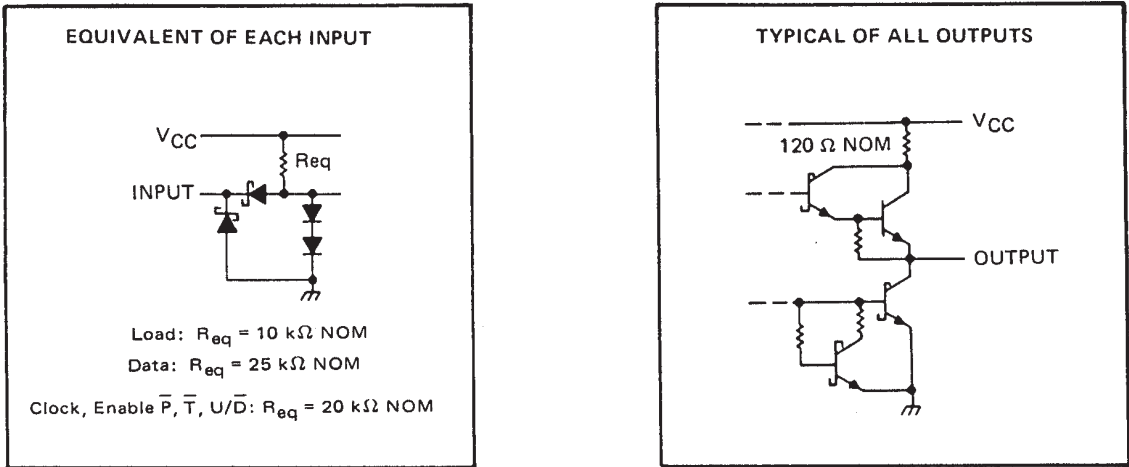 EQUIVALENT OF EACH INPUT
VCC
Req
INPUT
Load: Req = 10 kΩ NOM
Data: Req = 25 kΩ NOM
Clock, Enable P̅, T̅, U/D̅: Req = 20 kΩ NOM
TYPICAL OF ALL OUTPUTS
VCC
120 Ω NOM
OUTPUT